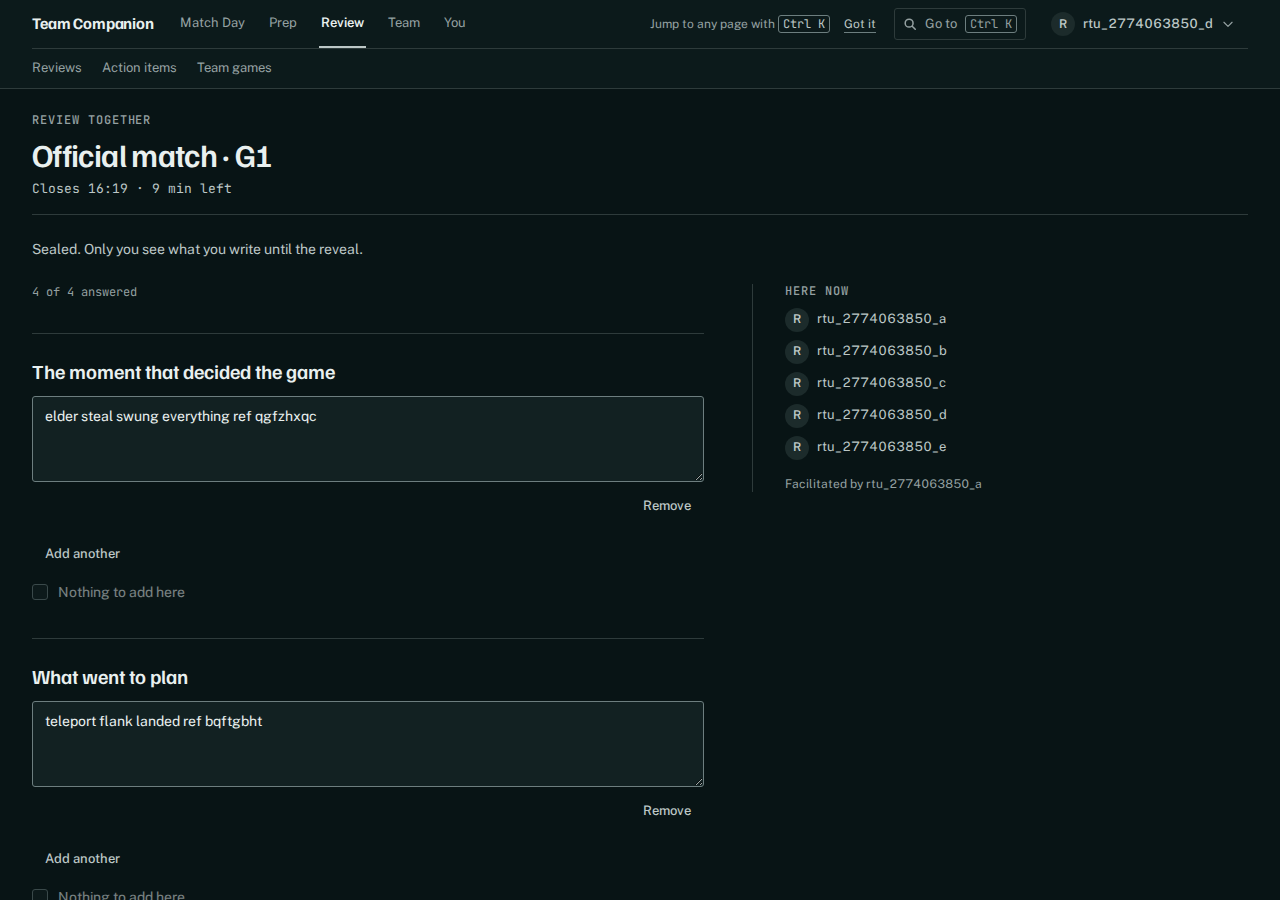 Team Companion Match Day Prep Review Team You Jump to any page with Ctrl K Got it Go to Ctrl K R rtu_2774063850_d
Reviews Action items Team games
REVIEW TOGETHER
Official match · G1
Closes 16:19 · 9 min left
Sealed. Only you see what you write until the reveal.
4 of 4 answered
The moment that decided the game
elder steal swung everything ref qgfzhxqc
Remove
Add another
Nothing to add here
What went to plan
teleport flank landed ref bqftgbht
Remove
Add another
Nothing to add here
HERE NOW
R rtu_2774063850_a
R rtu_2774063850_b
R rtu_2774063850_c
R rtu_2774063850_d
R rtu_2774063850_e
Facilitated by rtu_2774063850_a